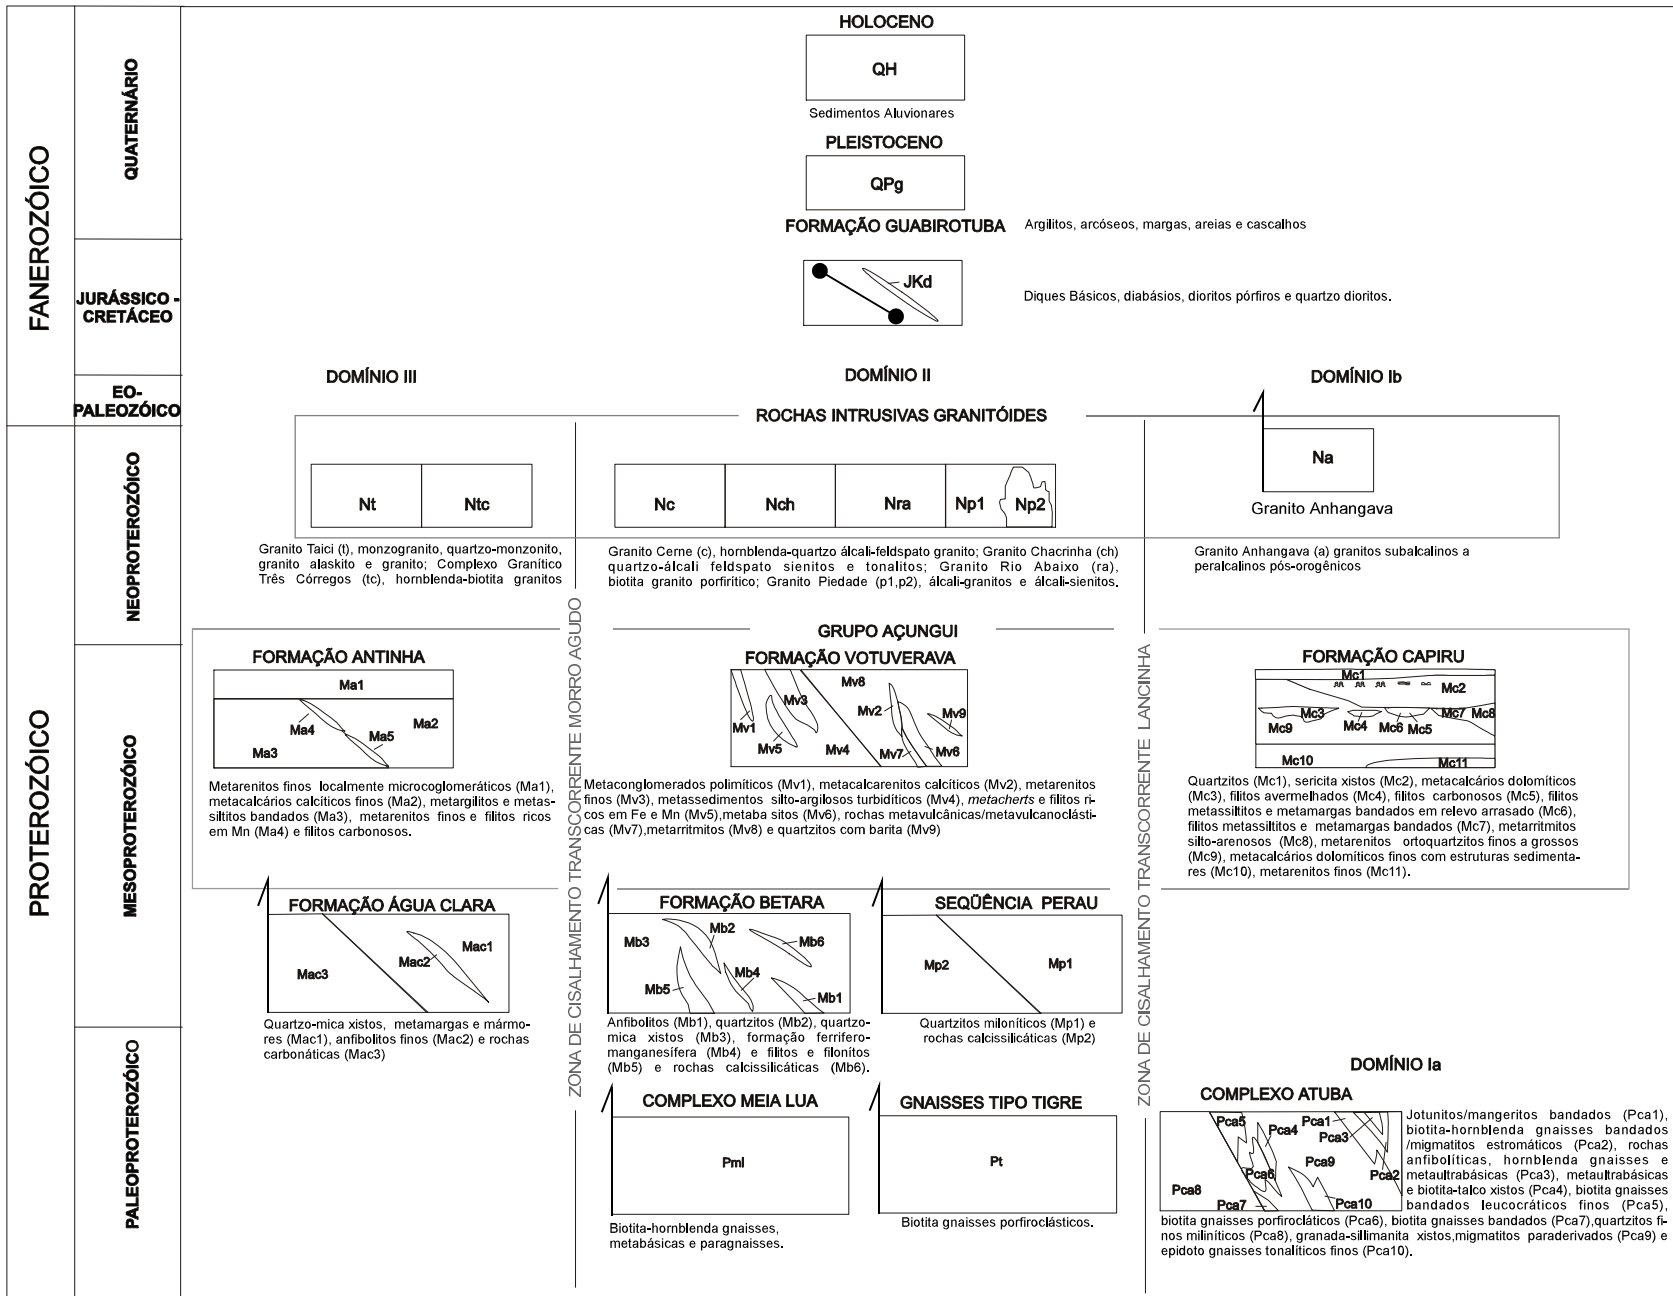 FANEROZÓICO
QUATERNÁRIO
JURÁSSICO -
CRETÁCEO
EO-
PALEOZÓICO
PROTEROZÓICO
NEOPROTEROZÓICO
MESOPROTEROZÓICO
PALEOPROTEROZÓICO
HOLOCENO
QH
Sedimentos Aluvionares
PLEISTOCENO
QPg
FORMAÇÃO GUABIROTUBA
Argilitos, arcóseos, margas, areias e cascalhos
JKd
Diques Básicos, diabásios, dioritos pórfiros e quartzo dioritos.
DOMÍNIO III
DOMÍNIO II
DOMÍNIO Ib
ROCHAS INTRUSIVAS GRANITÓIDES
Nt
Ntc
Nc
Nch
Nra
Np1
Np2
Na
Granito Anhangava
Granito Taici (t), monzogranito, quartzo-monzonito,
granito alaskito e granito; Complexo Granítico
Três Córregos (tc), hornblenda-biotita granitos
Granito Cerne (c), hornblenda-quartzo álcali-feldspato granito; Granito Chacrinha (ch)
quartzo-álcali feldspato sienitos e tonalitos; Granito Rio Abaixo (ra),
biotita granito porfirítico; Granito Piedade (p1,p2), álcali-granitos e álcali-sienitos.
Granito Anhangava (a) granitos subalcalinos a
peralcalinos pós-orogênicos
ZONA DE CISALHAMENTO TRANSCORRENTE MORRO AGUDO
ZONA DE CISALHAMENTO TRANSCORRENTE LANCINHA
GRUPO AÇUNGUI
FORMAÇÃO ANTINHA
Ma1
Ma4
Ma2
Ma5
Ma3
Metarenitos finos localmente microcoglomeráticos (Ma1),
metacalcários calcíticos finos (Ma2), metargilitos e metas-
siltitos bandados (Ma3), metarenitos finos e filitos ricos
em Mn (Ma4) e filitos carbonosos.
FORMAÇÃO VOTUVERAVA
Mv8
Mv3
Mv2
Mv9
Mv1
Mv5
Mv4
Mv7
Mv6
Metaconglomerados polimíticos (Mv1), metacalcarenitos calcíticos (Mv2), metarenitos
finos (Mv3), metassedimentos silto-argilosos turbidíticos (Mv4), metacherts e filitos ri-
cos em Fe e Mn (Mv5),metaba sitos (Mv6), rochas metavulcânicas/metavulcanoclásti-
cas (Mv7),metarritmitos (Mv8) e quartzitos com barita (Mv9)
FORMAÇÃO CAPIRU
Mc1
Mc2
Mc3
Mc7
Mc8
Mc9
Mc4
Mc6
Mc5
Mc10
Mc11
Quartzitos (Mc1), sericita xistos (Mc2), metacalcários dolomíticos
(Mc3), filitos avermelhados (Mc4), filitos carbonosos (Mc5), filitos
metassiltitos e metamargas bandados em relevo arrasado (Mc6),
filitos metassiltitos e metamargas bandados (Mc7), metarritmitos
silto-arenosos (Mc8), metarenitos ortoquartzitos finos a grossos
(Mc9), metacalcários dolomíticos finos com estruturas sedimenta-
res (Mc10), metarenitos finos (Mc11).
FORMAÇÃO ÁGUA CLARA
Mac1
Mac2
Mac3
Quartzo-mica xistos, metamargas e mármo-
res (Mac1), anfibolitos finos (Mac2) e rochas
carbonáticas (Mac3)
FORMAÇÃO BETARA
Mb2
Mb3
Mb6
Mb4
Mb5
Mb1
Anfibolitos (Mb1), quartzitos (Mb2), quartzo-
mica xistos (Mb3), formação ferrifero-
manganesífera (Mb4) e filitos e filonítos
(Mb5) e rochas calcissilicáticas (Mb6).
SEQÜÊNCIA PERAU
Mp2
Mp1
Quartzitos miloníticos (Mp1) e
rochas calcissilicáticas (Mp2)
COMPLEXO MEIA LUA
Pml
Biotita-hornblenda gnaisses,
metabásicas e paragnaisses.
GNAISSES TIPO TIGRE
Pt
Biotita gnaisses porfiroclásticos.
DOMÍNIO Ia
COMPLEXO ATUBA
Pca5
Pca4
Pca1
Pca3
Pca9
Pca6
Pca2
Pca8
Pca7
Pca10
Jotunitos/mangeritos bandados (Pca1),
biotita-hornblenda gnaisses bandados
/migmatitos estromáticos (Pca2), rochas
anfibolíticas, hornblenda gnaisses e
metaultrabásicas (Pca3), metaultrabásicas
e biotita-talco xistos (Pca4), biotita gnaisses
bandados leucocráticos finos (Pca5),
biotita gnaisses porfirocláticos (Pca6), biotita gnaisses bandados (Pca7),quartzitos fi-
nos miliníticos (Pca8), granada-sillimanita xistos,migmatitos paraderivados (Pca9) e
epidoto gnaisses tonalíticos finos (Pca10).